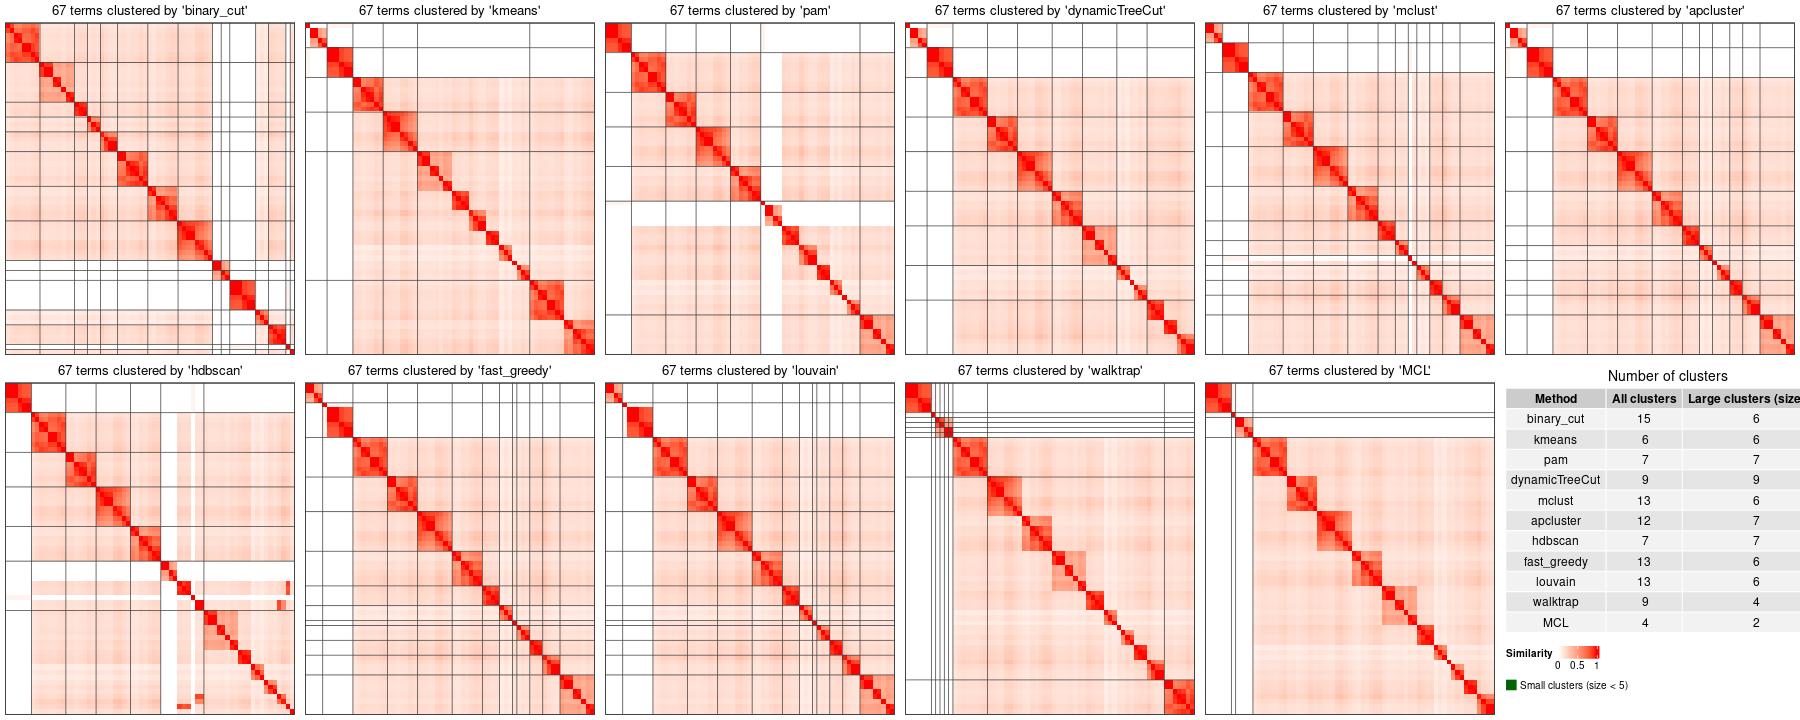 67 terms clustered by 'binary_cut'
67 terms clustered by 'kmeans'
67 terms clustered by 'pam'
67 terms clustered by 'dynamicTreeCut'
67 terms clustered by 'mclust'
67 terms clustered by 'apcluster'
67 terms clustered by 'hdbscan'
67 terms clustered by 'fast_greedy'
67 terms clustered by 'louvain'
67 terms clustered by 'walktrap'
67 terms clustered by 'MCL'
Number of clusters
Method All clusters Large clusters (size
binary_cut 15 6
kmeans 6 6
pam 7 7
dynamicTreeCut 9 9
mclust 13 6
apcluster 12 7
hdbscan 7 7
fast_greedy 13 6
louvain 13 6
walktrap 9 4
MCL 4 2
Similarity
0 0.5 1
Small clusters (size < 5)